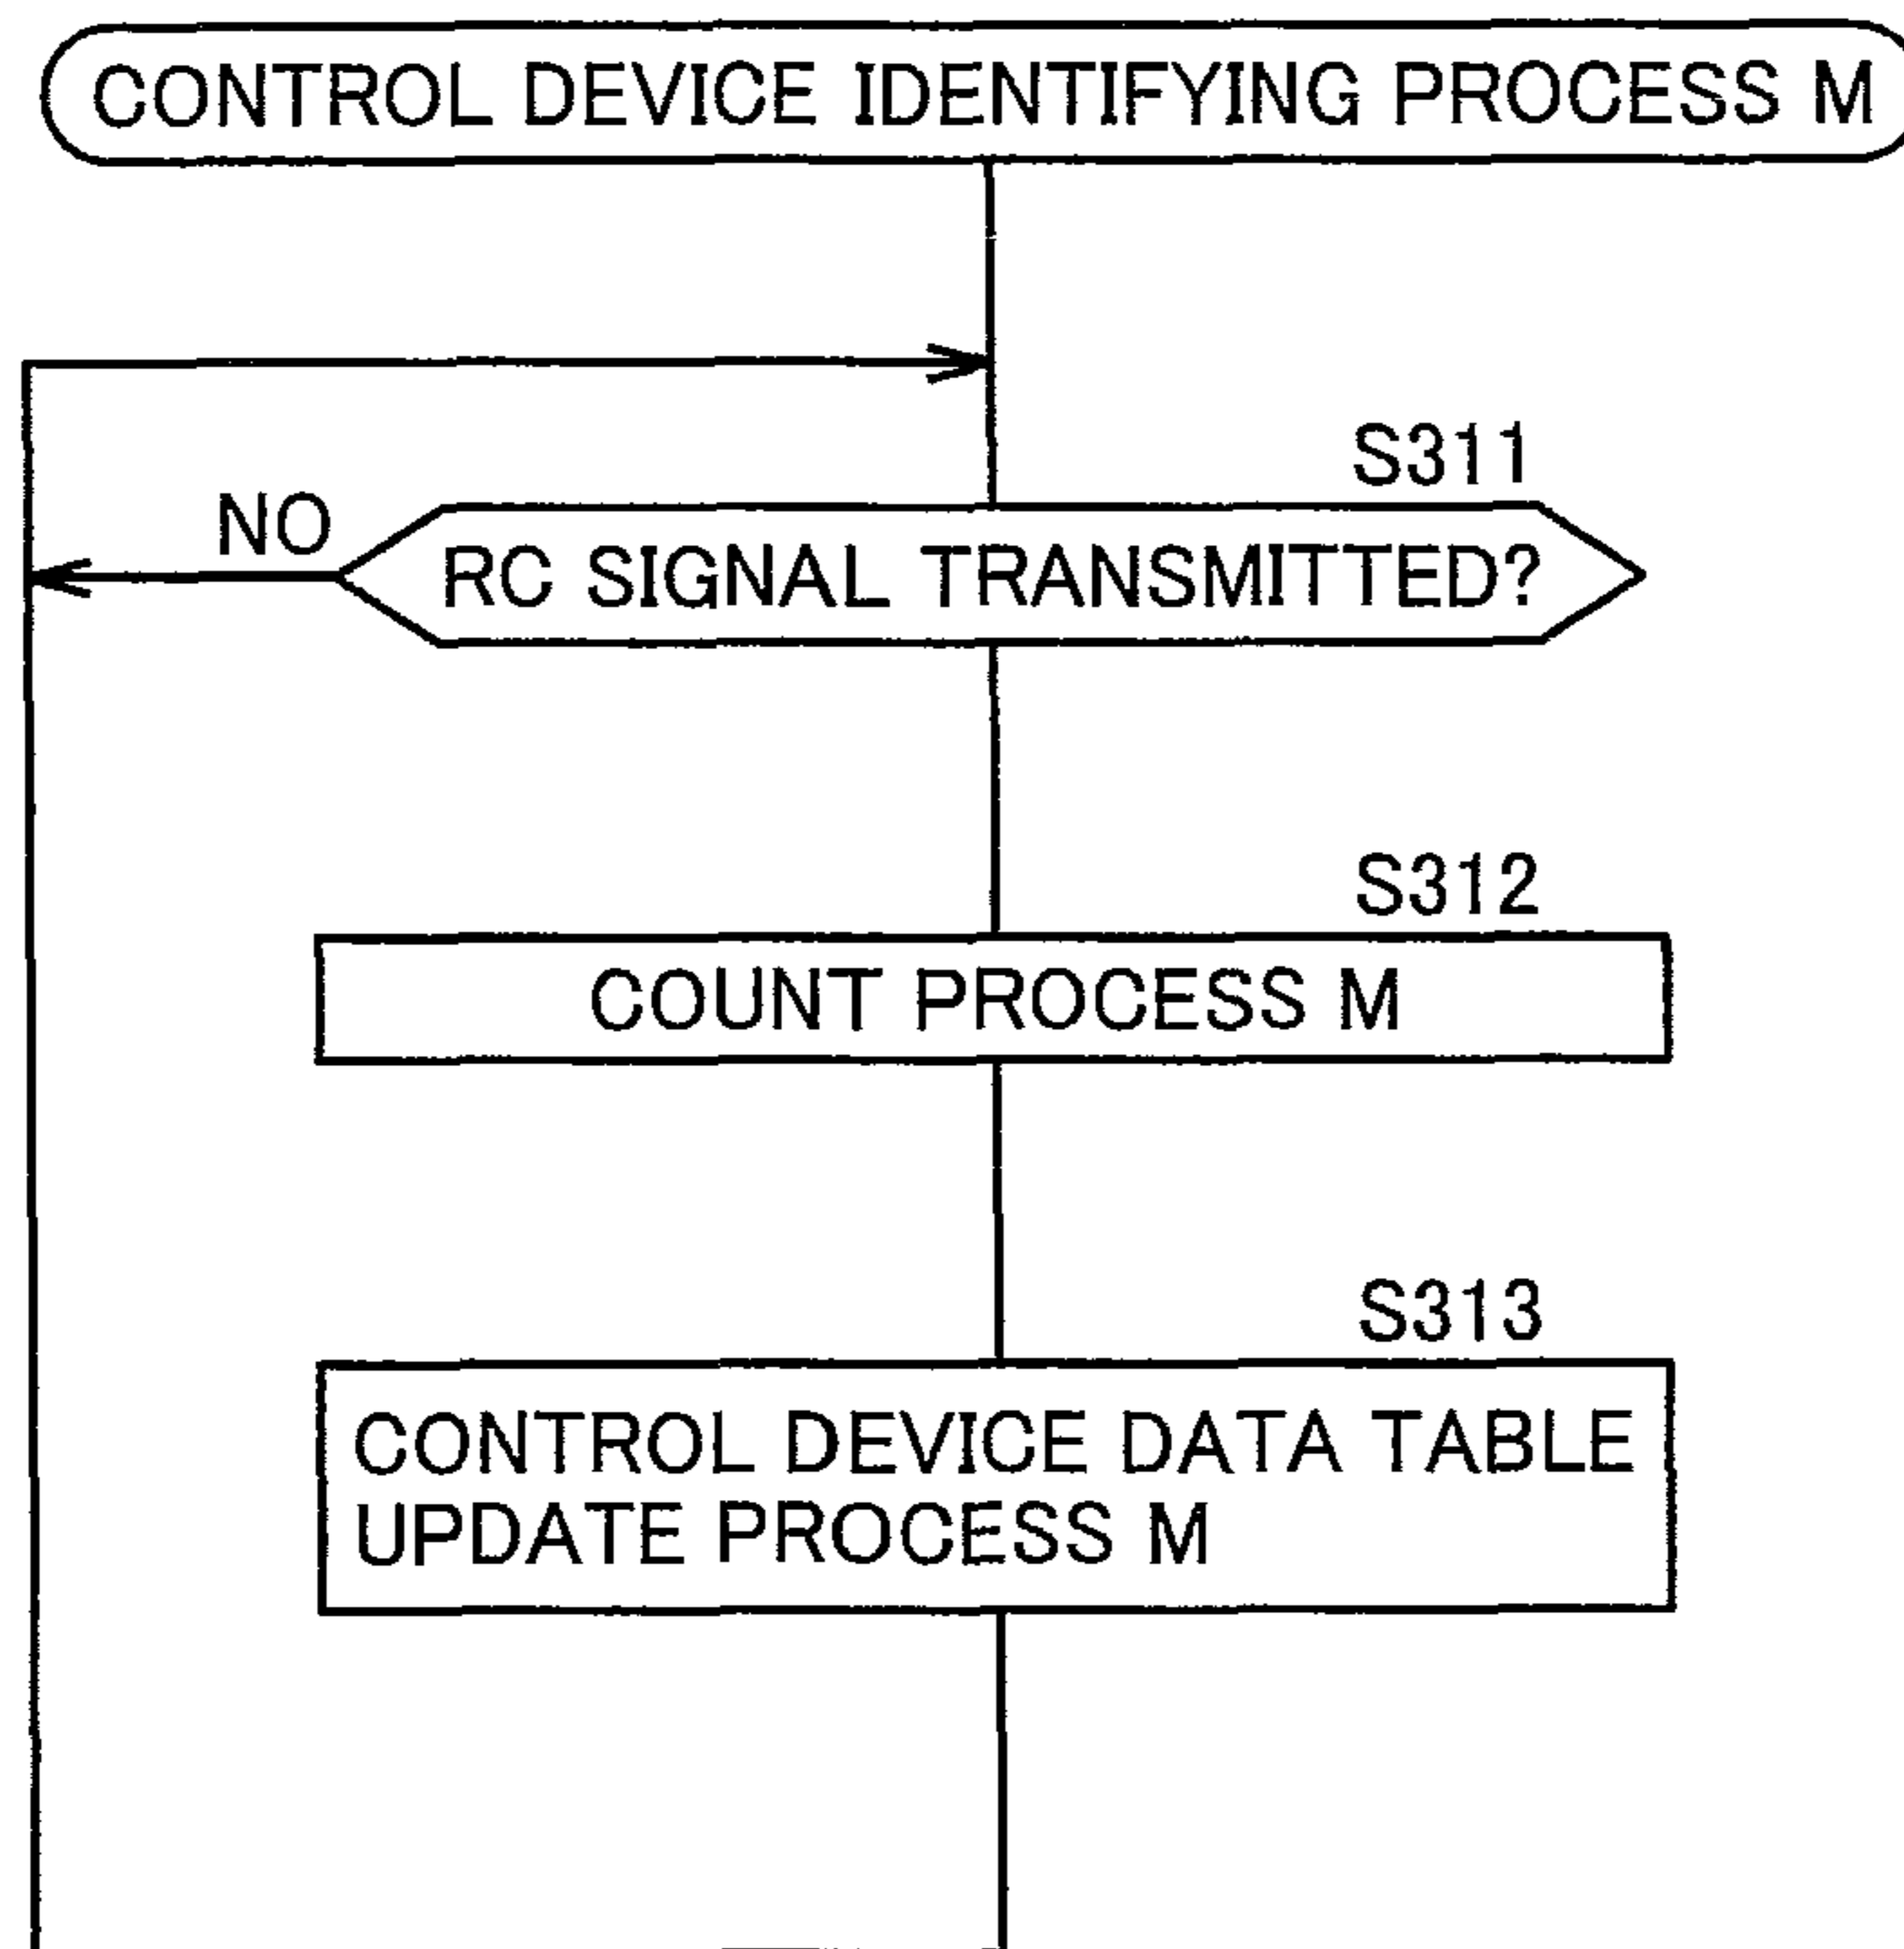 CONTROL DEVICE IDENTIFYING PROCESS M
S311
NO
RC SIGNAL TRANSMITTED?
S312
COUNT PROCESS M
S313
CONTROL DEVICE DATA TABLE
UPDATE PROCESS M